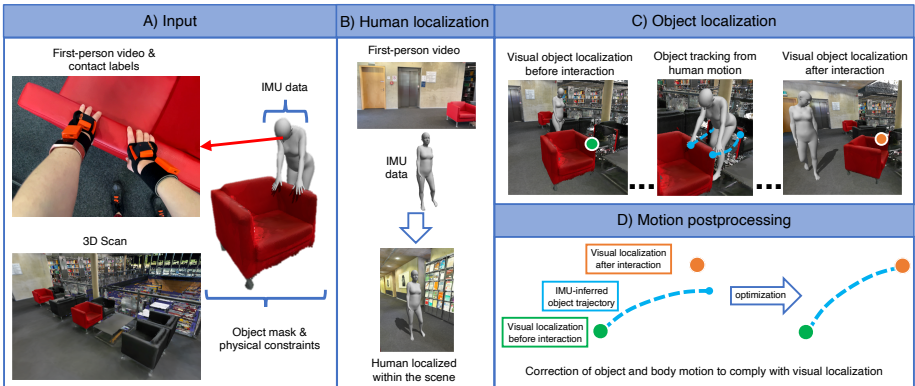 A) Input
First-person video &
contact labels
IMU data
3D Scan
Object mask &
physical constraints
B) Human localization
First-person video
IMU
data
Human localized
within the scene
C) Object localization
Visual object localization
before interaction
Object tracking from
human motion
Visual object localization
after interaction
D) Motion postprocessing
Visual localization
after interaction
IMU-inferred
object trajectory
Visual localization
before interaction
optimization
Correction of object and body motion to comply with visual localization